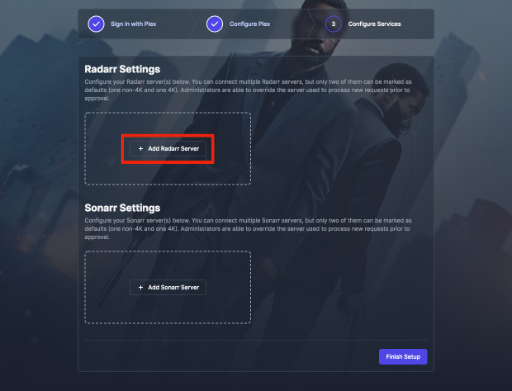 Sign in with Plex
Configure Plex
3
Configure Services
Radarr Settings
Configure your Radarr server(s) below. You can connect multiple Radarr servers, but only two of them can be marked as
defaults (one non-4K and one 4K). Administrators are able to override the server used to process new requests prior to
approval.
+ Add Radarr Server
Sonarr Settings
Configure your Sonarr server(s) below. You can connect multiple Sonarr servers, but only two of them can be marked as
defaults (one non-4K and one 4K). Administrators are able to override the server used to process new requests prior to
approval.
+ Add Sonarr Server
Finish Setup